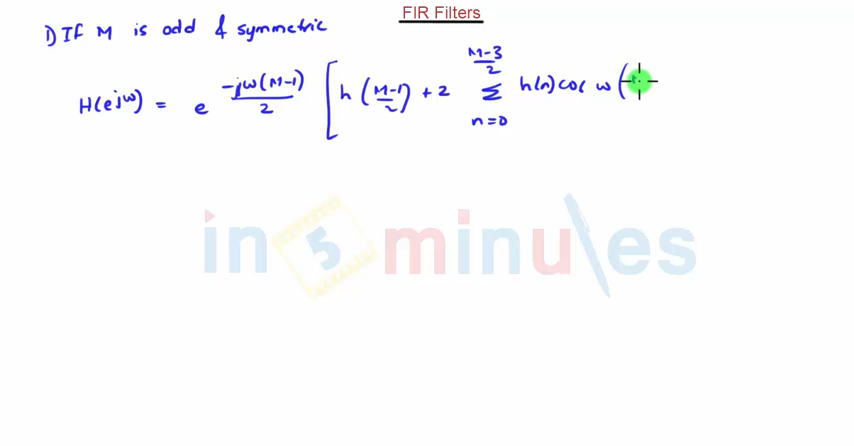 FIR Filters
1) If M is odd & symmetric
H(e^jω) = e^(-jω(M-1)/2) [ h(M-1/2) + 2 Σ_{n=0}^{M-3/2} h(n) cos ω (
in 5 minutes